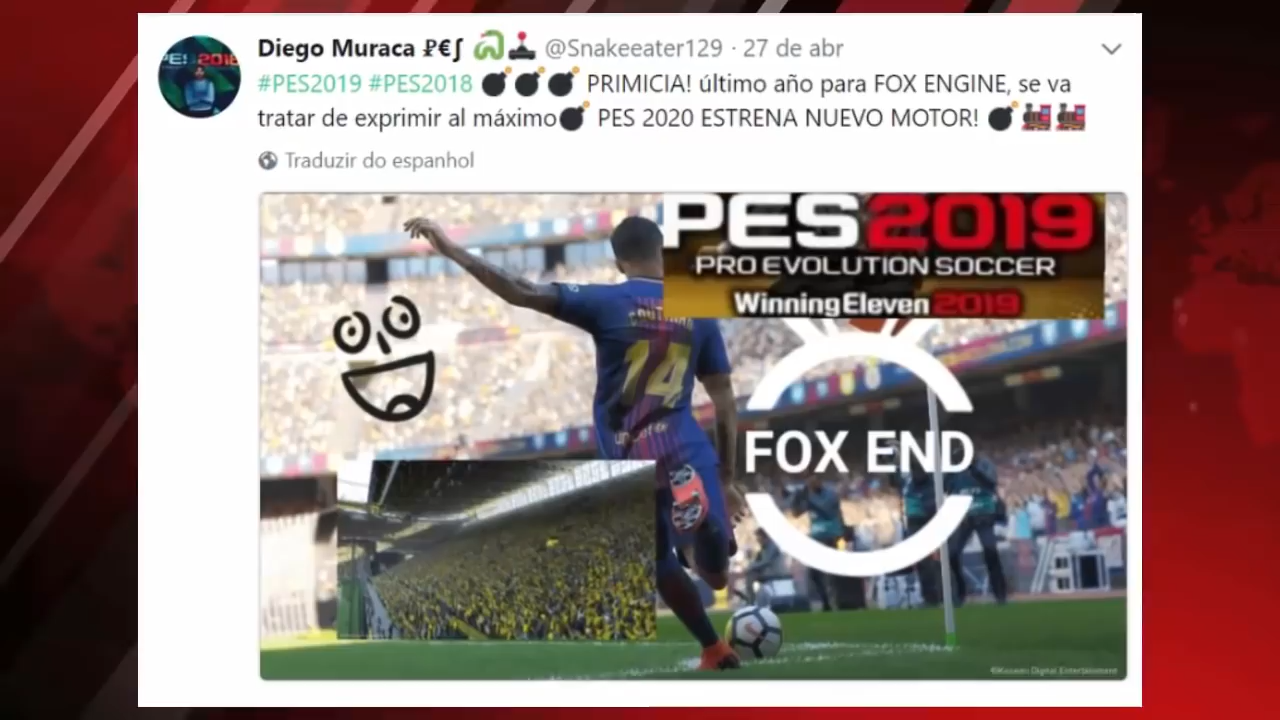 Diego Muraca ₽€ʃ 🐍🕹️ @Snakeeater129 · 27 de abr
#PES2019 #PES2018 💣💣💣 PRIMICIA! último año para FOX ENGINE, se va
tratar de exprimir al máximo💣 PES 2020 ESTRENA NUEVO MOTOR! 💣🚂🚂
Traduzir do espanhol
PES2019
PRO EVOLUTION SOCCER
WinningEleven 2019
14
FOX END
©Konami Digital Entertainment